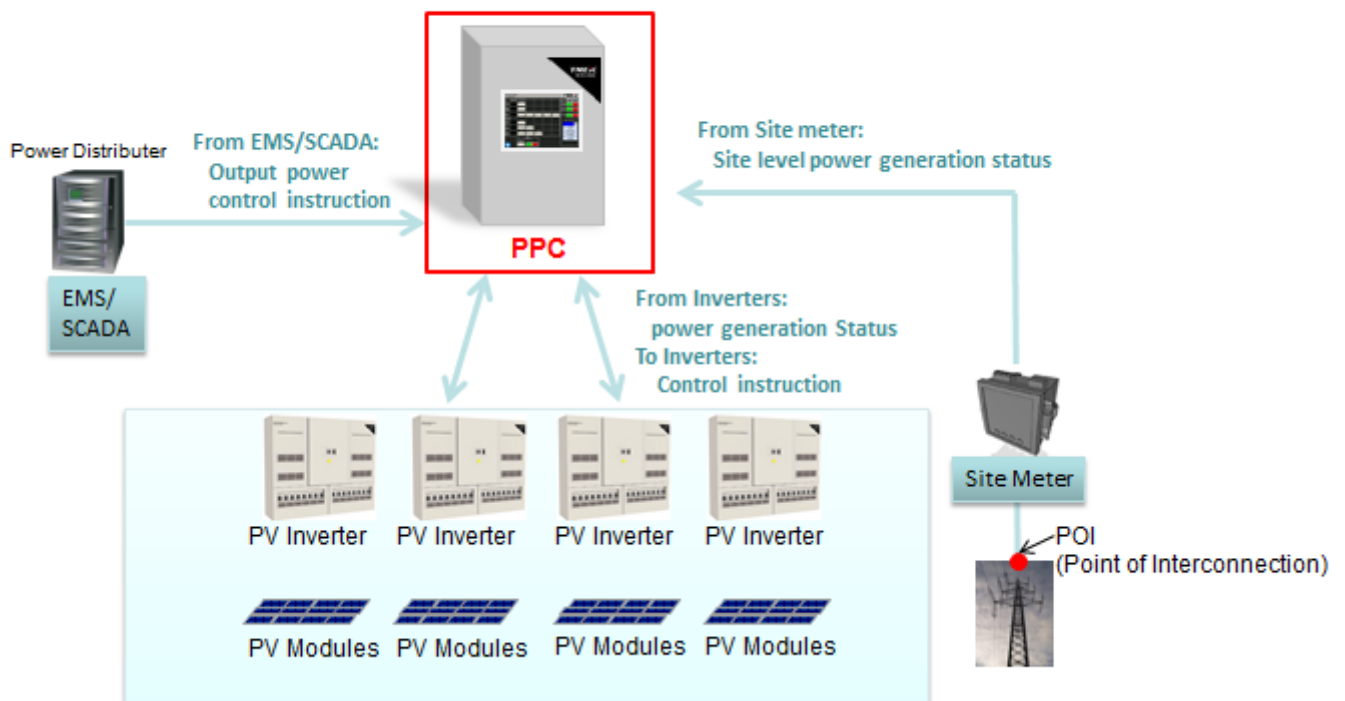 Power Distributer
From EMS/SCADA:
Output power
control instruction
EMS/
SCADA
PPC
From Site meter:
Site level power generation status
From Inverters:
power generation Status
To Inverters:
Control instruction
Site Meter
POI
(Point of Interconnection)
PV Inverter
PV Inverter
PV Inverter
PV Inverter
PV Modules
PV Modules
PV Modules
PV Modules